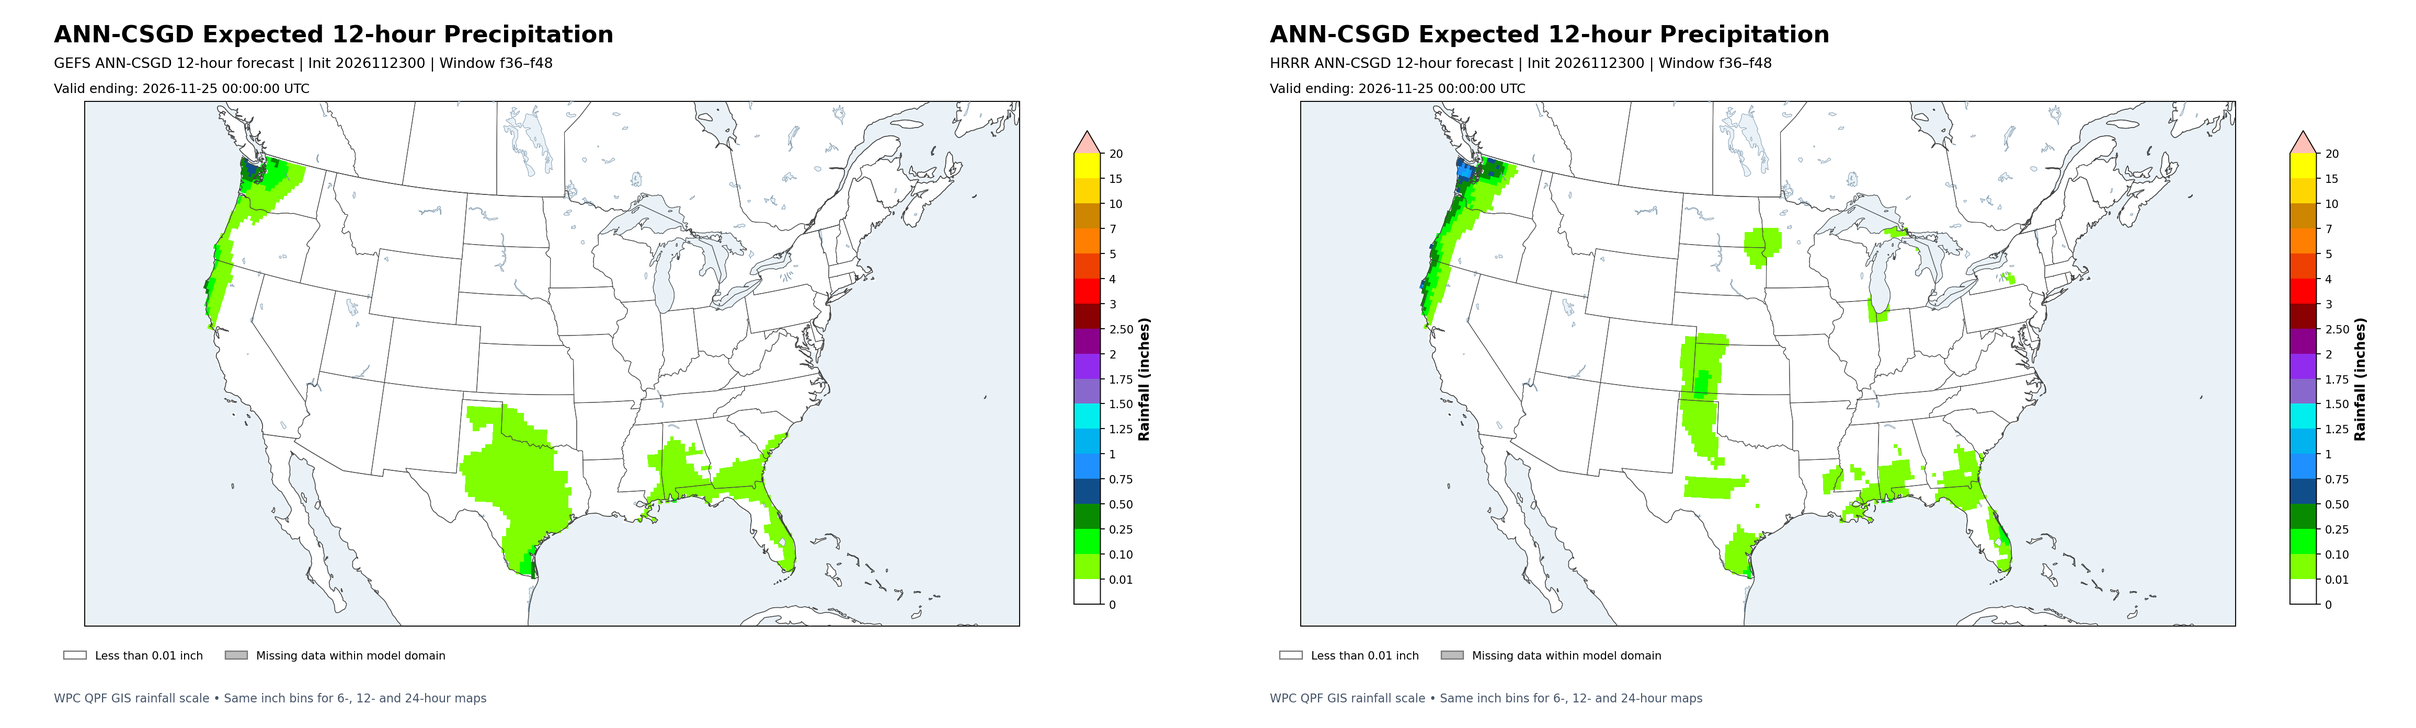 ANN-CSGD Expected 12-hour Precipitation
GEFS ANN-CSGD 12-hour forecast | Init 2026112300 | Window f36–f48
Valid ending: 2026-11-25 00:00:00 UTC
20
15
10
7
5
4
3
2.50
2
1.75
1.50
1.25
1
0.75
0.50
0.25
0.10
0.01
0
Rainfall (inches)
Less than 0.01 inch
Missing data within model domain
WPC QPF GIS rainfall scale • Same inch bins for 6-, 12- and 24-hour maps
ANN-CSGD Expected 12-hour Precipitation
HRRR ANN-CSGD 12-hour forecast | Init 2026112300 | Window f36–f48
Valid ending: 2026-11-25 00:00:00 UTC
20
15
10
7
5
4
3
2.50
2
1.75
1.50
1.25
1
0.75
0.50
0.25
0.10
0.01
0
Rainfall (inches)
Less than 0.01 inch
Missing data within model domain
WPC QPF GIS rainfall scale • Same inch bins for 6-, 12- and 24-hour maps